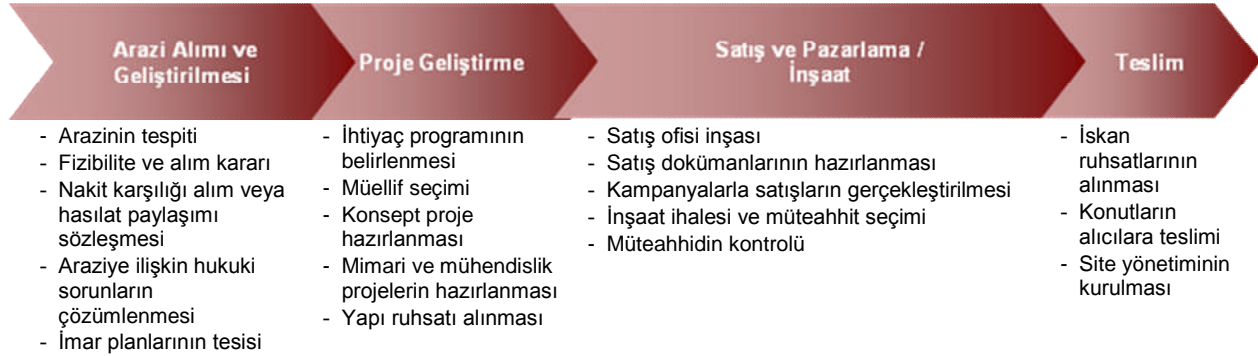 Arazi Alımı ve
Geliştirilmesi
Proje Geliştirme
Satış ve Pazarlama /
İnşaat
Teslim
- Arazinin tespiti
- Fizibilite ve alım kararı
- Nakit karşılığı alım veya
hasılat paylaşımı
sözleşmesi
- Araziye ilişkin hukuki
sorunların
çözümlenmesi
- İmar planlarının tesisi
- İhtiyaç programının
belirlenmesi
- Müellif seçimi
- Konsept proje
hazırlanması
- Mimari ve mühendislik
projelerin hazırlanması
- Yapı ruhsatı alınması
- Satış ofisi inşası
- Satış dokümanlarının hazırlanması
- Kampanyalarla satışların gerçekleştirilmesi
- İnşaat ihalesi ve müteahhit seçimi
- Müteahhidin kontrolü
- İskan
ruhsatlarının
alınması
- Konutların
alıcılara teslimi
- Site yönetiminin
kurulması